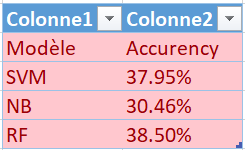 Colonne1 Colonne2
Modèle Accurency
SVM 37.95%
NB 30.46%
RF 38.50%